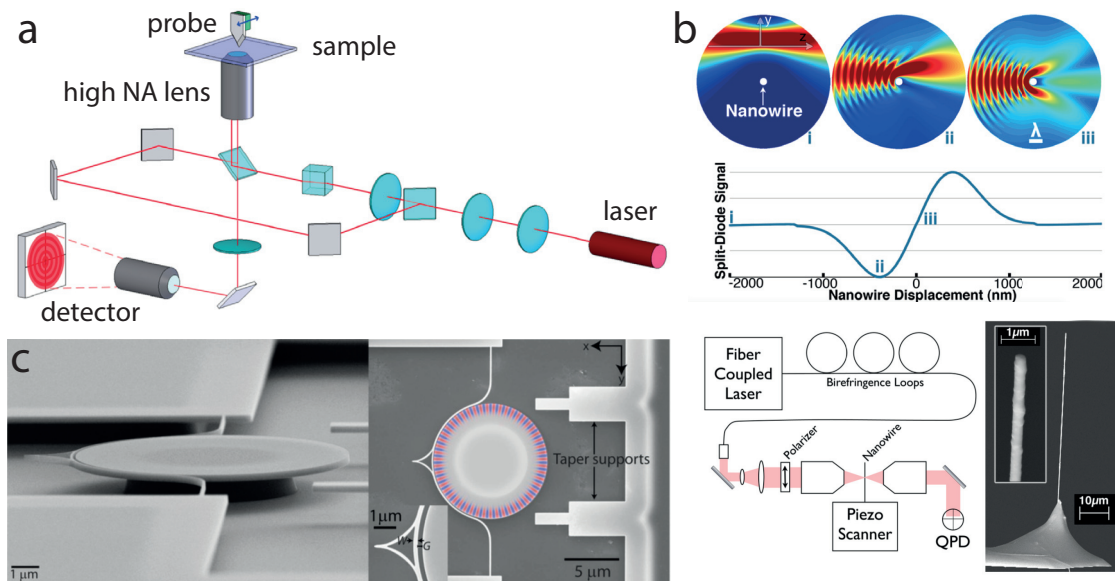 a
probe
sample
high NA lens
laser
detector
b
y
z
Nanowire
i
ii
λ
iii
Split-Diode Signal
i
iii
ii
-2000
-1000
0
1000
2000
Nanowire Displacement (nm)
c
1 μm
x
y
Taper supports
1μm
W
G
5 μm
Fiber
Coupled
Laser
Birefringence Loops
Polarizer
Nanowire
Piezo
Scanner
QPD
1μm
10μm